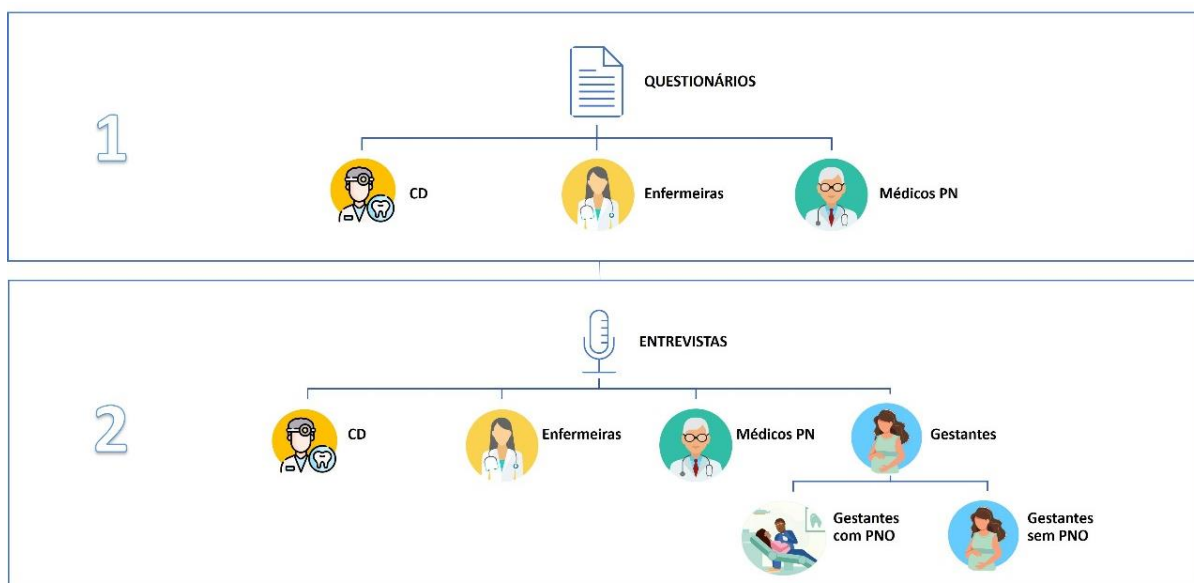 1
QUESTIONÁRIOS
CD
Enfermeiras
Médicos PN
2
ENTREVISTAS
CD
Enfermeiras
Médicos PN
Gestantes
Gestantes
com PNO
Gestantes
sem PNO